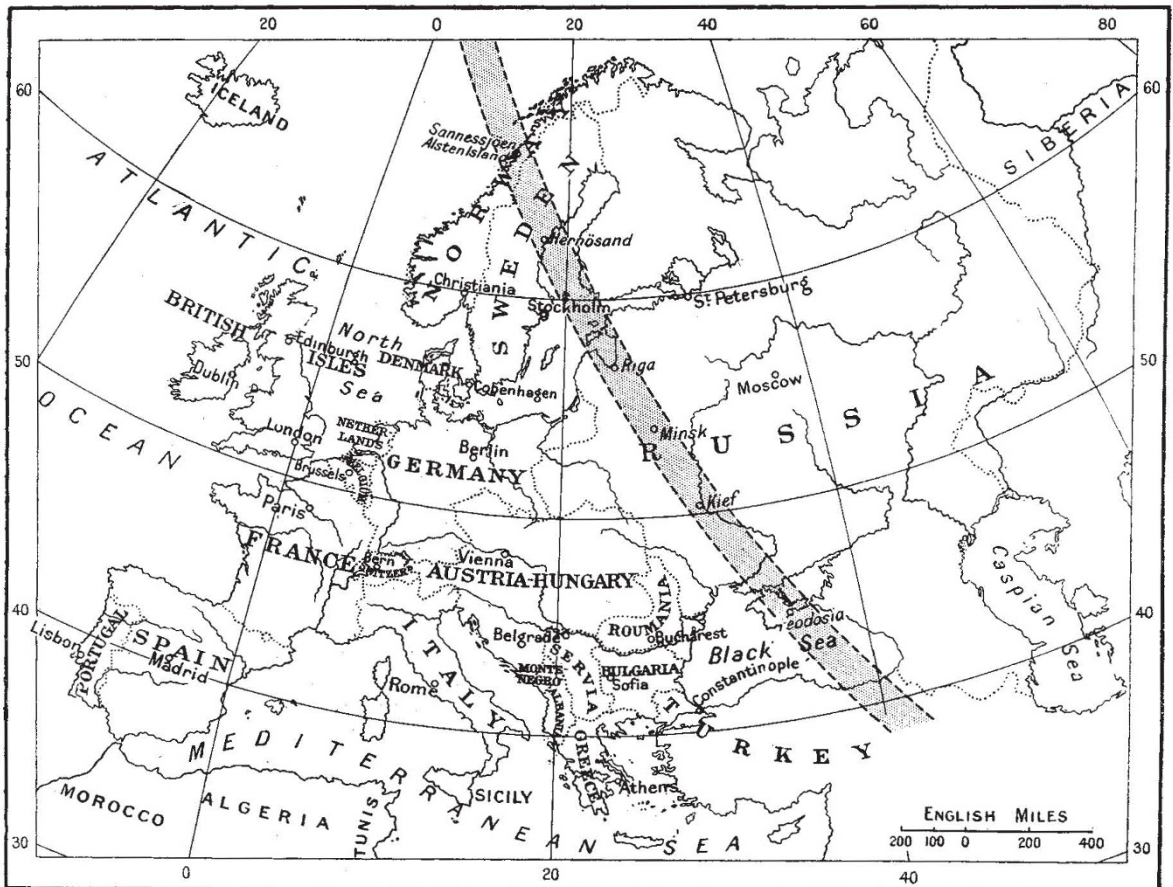 20
0
20
40
60
80
60
ICELAND
60
SIBERIA
Sannessjöen
Alsten Island
ATLANTIC
NORWAY
SWEDEN
Hernösand
Christiania
Stockholm
St. Petersburg
BRITISH
ISLES
North
Sea
Edinburgh
DENMARK
Dublin
Copenhagen
Riga
Moscow
50
50
OCEAN
RUSSIA
London
NETHER-
LANDS
Berlin
Minsk
GERMANY
Brussels
BELGIUM
Paris
Kief
FRANCE
Bern
SWITZER'D
Vienna
AUSTRIA-HUNGARY
ROUMANIA
Caspian
Sea
40
40
Feodosia
PORTUGAL
SPAIN
Lisbon
Madrid
ITALY
Belgrade
Bucharest
Black
Sea
MONTE
NEGRO
SERVIA
BULGARIA
Sofia
Constantinople
Rome
ALBANIA
TURKEY
GREECE
MEDITERRANEAN SEA
Athens
SICILY
MOROCCO
ALGERIA
TUNIS
ENGLISH MILES
200 100 0 200 400
30
30
0
20
40